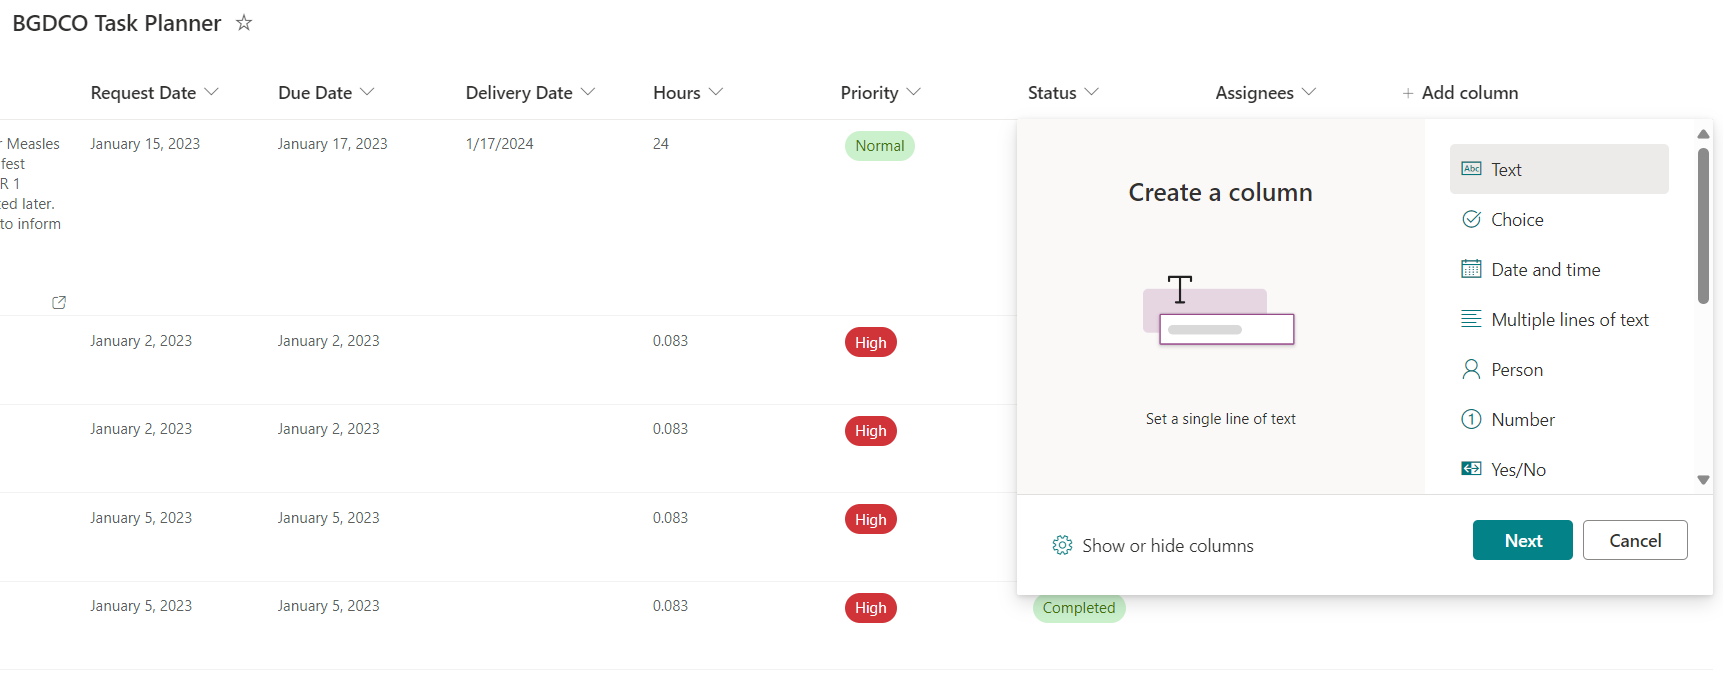 BGDCO Task Planner
Request Date
Due Date
Delivery Date
Hours
Priority
Status
Assignees
+ Add column
r Measles
fest
R 1
ed later.
to inform
January 15, 2023
January 17, 2023
1/17/2024
24
Normal
January 2, 2023
January 2, 2023
0.083
High
January 2, 2023
January 2, 2023
0.083
High
January 5, 2023
January 5, 2023
0.083
High
January 5, 2023
January 5, 2023
0.083
High
Completed
Create a column
T
Set a single line of text
Abc Text
Choice
Date and time
Multiple lines of text
Person
1 Number
Yes/No
Show or hide columns
Next
Cancel